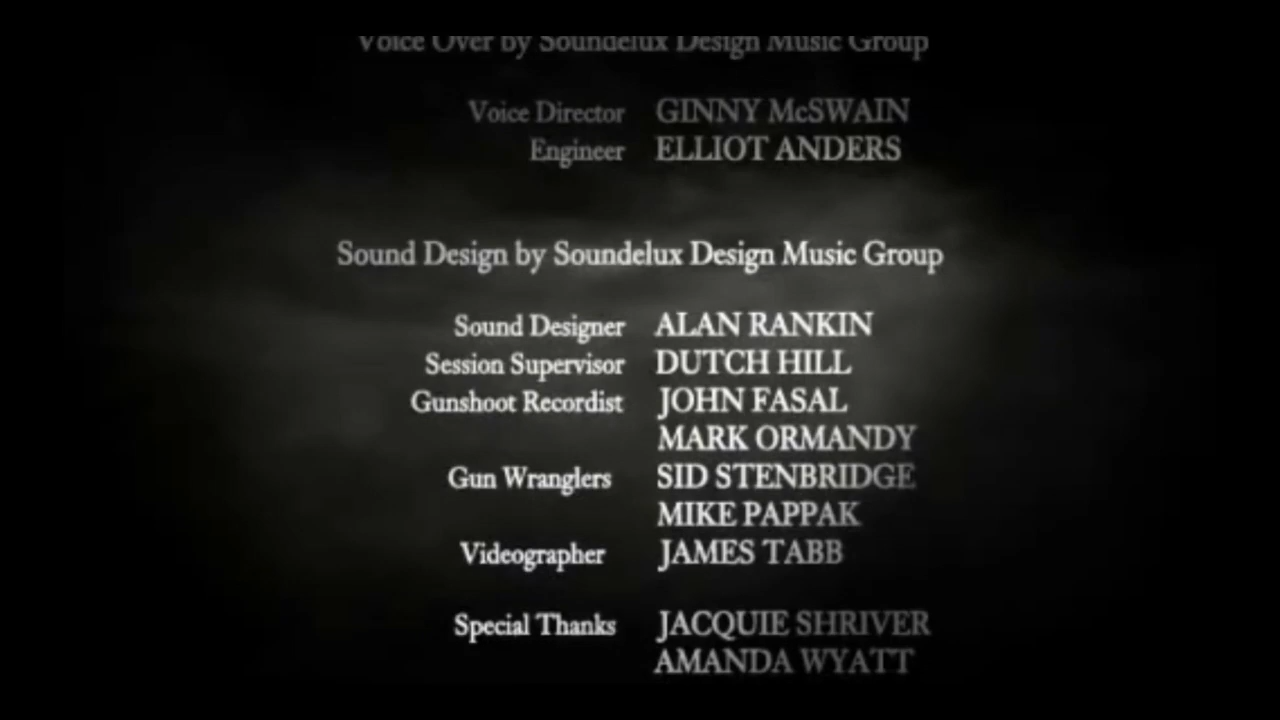 Voice Over by Soundelux Design Music Group
Voice Director GINNY McSWAIN
Engineer ELLIOT ANDERS
Sound Design by Soundelux Design Music Group
Sound Designer ALAN RANKIN
Session Supervisor DUTCH HILL
Gunshoot Recordist JOHN FASAL
MARK ORMANDY
Gun Wranglers SID STENBRIDGE
MIKE PAPPAK
Videographer JAMES TABB
Special Thanks JACQUIE SHRIVER
AMANDA WYATT